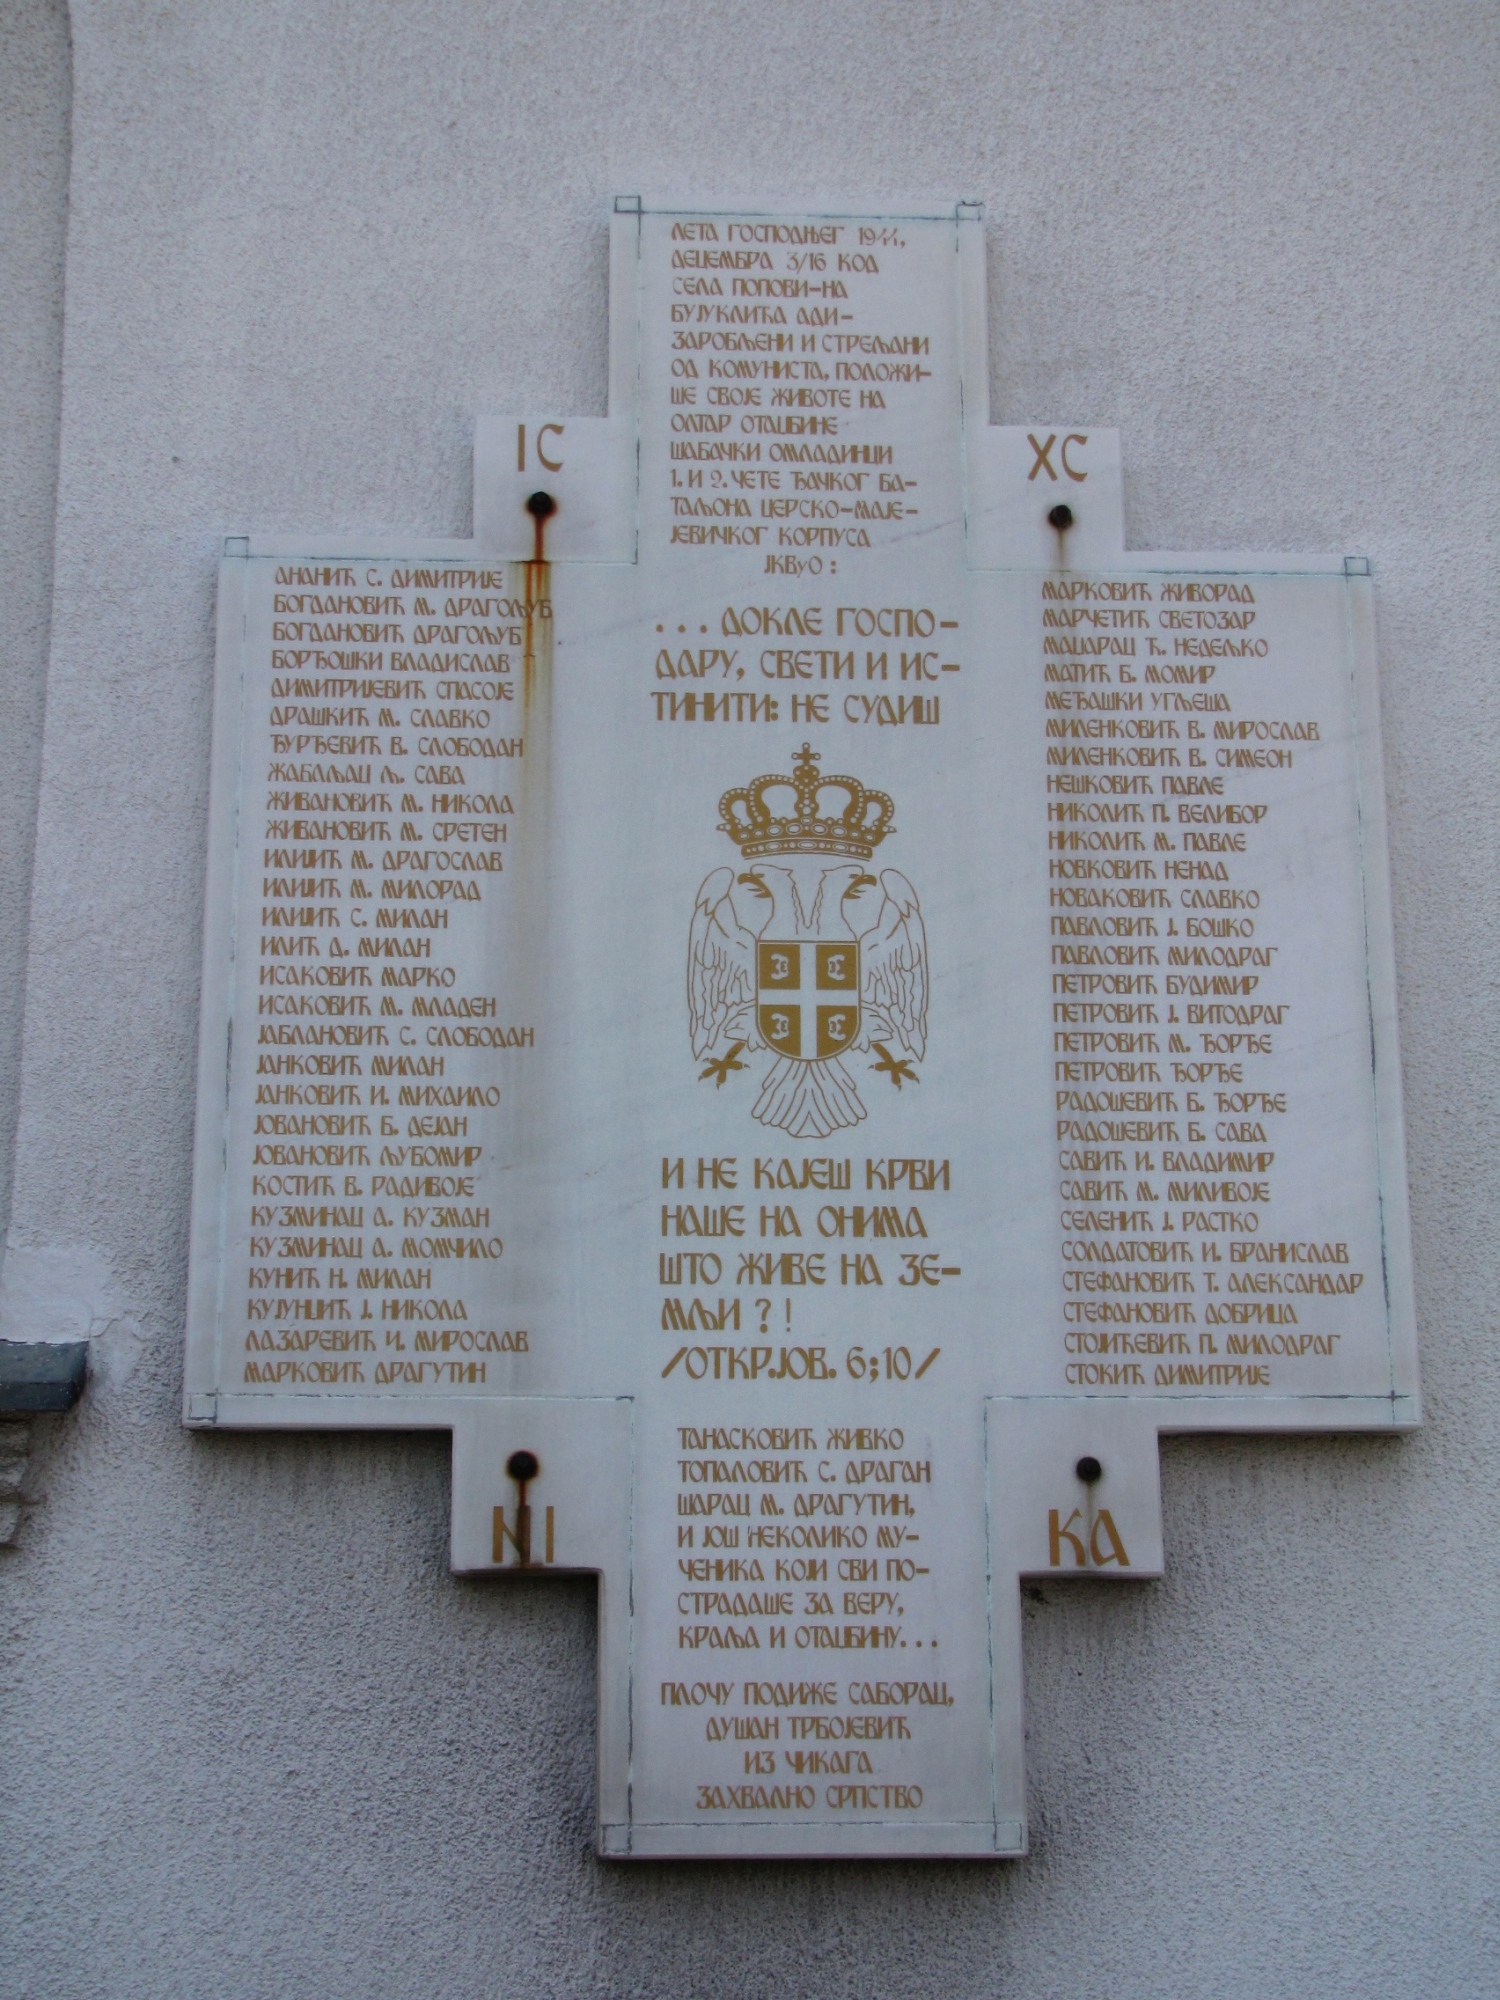 ЛЕТА ГОСПОДЊЕГ 1944,
ДЕЦЕМБРА 3/16 КОД
СЕЛА ПОПОВИ-НА
БУЈУКЛИЋА АДИ-
ЗАРОБЉЕНИ И СТРЕЉАНИ
ОД КОМУНИСТА, ПОЛОЖИ-
ШЕ СВОЈЕ ЖИВОТЕ НА
ОЛТАР ОТАЏБИНЕ
ШАБАЧКИ ОМЛАДИНЦИ
1. И 2. ЧЕТЕ ЂАЧКОГ БА-
ТАЉОНА ЦЕРСКО-МАЈЕ-
ЈЕВИЧКОГ КОРПУСА
ЈКВуО :
IC
XC
АНАНИЋ С. ДИМИТРИЈЕ
БОГДАНОВИЋ М. ДРАГОЉУБ
БОГДАНОВИЋ ДРАГОЉУБ
БОРЂОШКИ ВЛАДИСЛАВ
ДИМИТРИЈЕВИЋ СПАСОЈЕ
ДРАШКИЋ М. СЛАВКО
ЂУРЂЕВИЋ В. СЛОБОДАН
ЖАБАЉАЦ Љ. САВА
ЖИВАНОВИЋ М. НИКОЛА
ЖИВАНОВИЋ М. СРЕТЕН
ИЛИЈИЋ М. ДРАГОСЛАВ
ИЛИЈИЋ М. МИЛОРАД
ИЛИЈИЋ С. МИЛАН
ИЛИЋ Д. МИЛАН
ИСАКОВИЋ МАРКО
ИСАКОВИЋ М. МЛАДЕН
ЈАБЛАНОВИЋ С. СЛОБОДАН
ЈАНКОВИЋ МИЛАН
ЈАНКОВИЋ И. МИХАИЛО
ЈОВАНОВИЋ Б. ДЕЈАН
ЈОВАНОВИЋ ЉУБОМИР
КОСТИЋ В. РАДИВОЈЕ
КУЗМИНАЦ А. КУЗМАН
КУЗМИНАЦ А. МОМЧИЛО
КУНИЋ Н. МИЛАН
КУЈУНЏИЋ Ј. НИКОЛА
ЛАЗАРЕВИЋ И. МИРОСЛАВ
МАРКОВИЋ ДРАГУТИН
...ДОКЛЕ ГОСПО-
ДАРУ, СВЕТИ И ИС-
ТИНИТИ: НЕ СУДИШ
И НЕ КАЈЕШ КРВИ
НАШЕ НА ОНИМА
ШТО ЖИВЕ НА ЗЕ-
МЉИ ?!
/ОТКР.ЈОВ. 6;10/
МАРКОВИЋ ЖИВОРАД
МАРЧЕТИЋ СВЕТОЗАР
МАЦАРАЦ Ћ. НЕДЕЉКО
МАТИЋ Б. МОМИР
МЕЂАШКИ УГЉЕША
МИЛЕНКОВИЋ В. МИРОСЛАВ
МИЛЕНКОВИЋ В. СИМЕОН
НЕШКОВИЋ ПАВЛЕ
НИКОЛИЋ П. ВЕЛИБОР
НИКОЛИЋ М. ПАВЛЕ
НОВКОВИЋ НЕНАД
НОВАКОВИЋ СЛАВКО
ПАВЛОВИЋ Ј. БОШКО
ПАВЛОВИЋ МИЛОДРАГ
ПЕТРОВИЋ БУДИМИР
ПЕТРОВИЋ Ј. ВИТОДРАГ
ПЕТРОВИЋ М. ЂОРЂЕ
ПЕТРОВИЋ ЂОРЂЕ
РАДОШЕВИЋ Б. ЂОРЂЕ
РАДОШЕВИЋ Б. САВА
САВИЋ И. ВЛАДИМИР
САВИЋ М. МИЛИВОЈЕ
СЕЛЕНИЋ Ј. РАСТКО
СОЛДАТОВИЋ И. БРАНИСЛАВ
СТЕФАНОВИЋ Т. АЛЕКСАНДАР
СТЕФАНОВИЋ ДОБРИЦА
СТОЈИЋЕВИЋ П. МИЛОДРАГ
СТОКИЋ ДИМИТРИЈЕ
NI
KA
ТАНАСКОВИЋ ЖИВКО
ТОПАЛОВИЋ С. ДРАГАН
ШАРАЦ М. ДРАГУТИН,
И ЈОШ НЕКОЛИКО МУ-
ЧЕНИКА КОЈИ СВИ ПО-
СТРАДАШЕ ЗА ВЕРУ,
КРАЉА И ОТАЏБИНУ...
ПЛОЧУ ПОДИЖЕ САБОРАЦ,
ДУШАН ТРБОЈЕВИЋ
ИЗ ЧИКАГА
ЗАХВАЛНО СРПСТВО